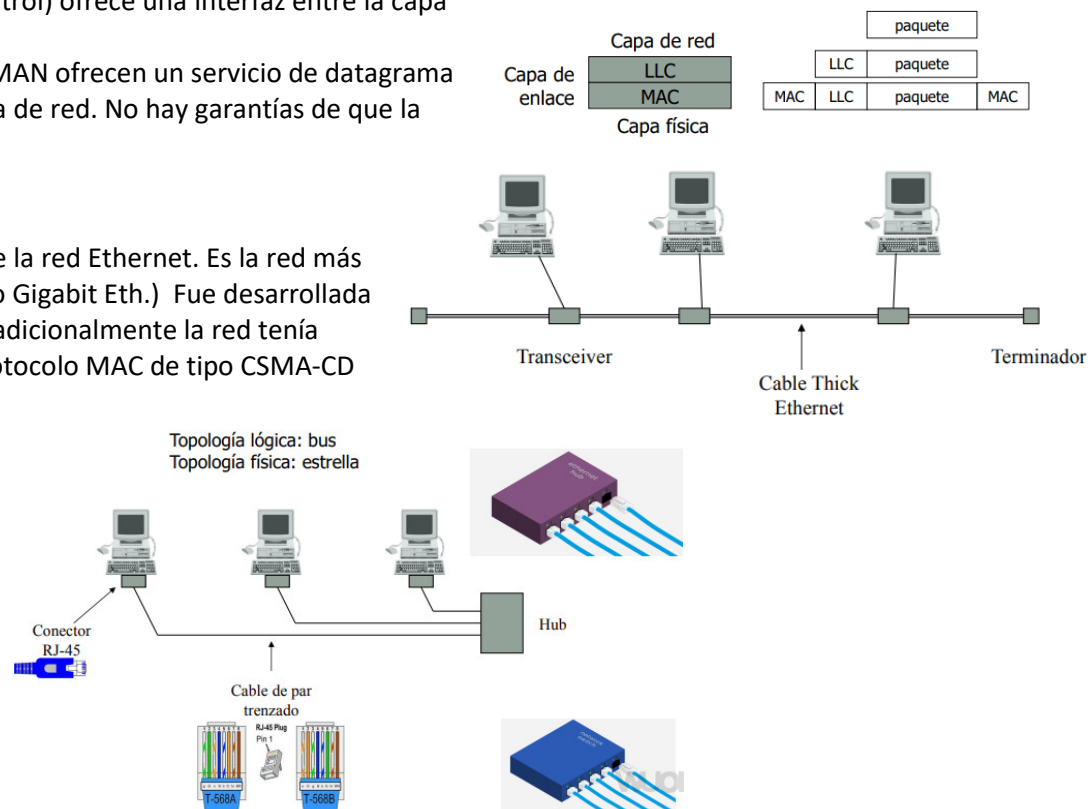 trol) ofrece una interfaz entre la capa
MAN ofrecen un servicio de datagrama
a de red. No hay garantías de que la
e la red Ethernet. Es la red más
o Gigabit Eth.) Fue desarrollada
adicionalmente la red tenía
otocolo MAC de tipo CSMA-CD
Capa de red
Capa de
enlace
LLC
MAC
Capa física
paquete
LLC paquete
MAC LLC paquete MAC
Transceiver
Terminador
Cable Thick
Ethernet
Topología lógica: bus
Topología física: estrella
ethernet
hub
Conector
RJ-45
Hub
Cable de par
trenzado
RJ-45 Plug
Pin 1
T-568A
T-568B
network
switch